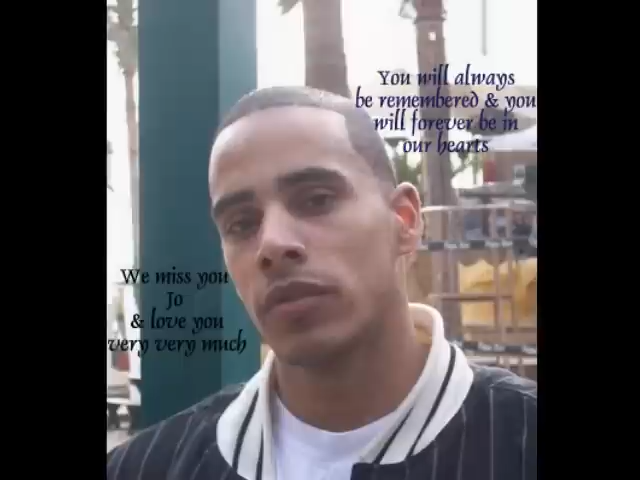 You will always
be remembered & you
will forever be in
our hearts
We miss you
Jo
& love you
very very much